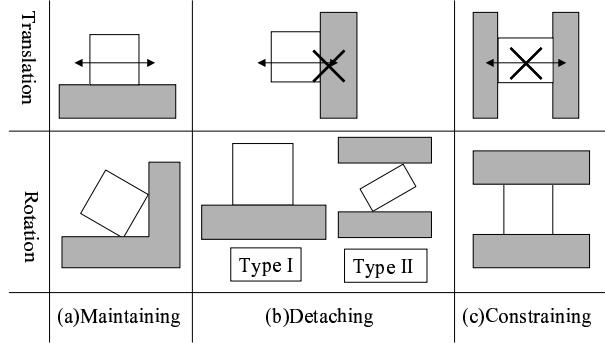 Translation
Rotation
Type I
Type II
(a)Maintaining
(b)Detaching
(c)Constraining